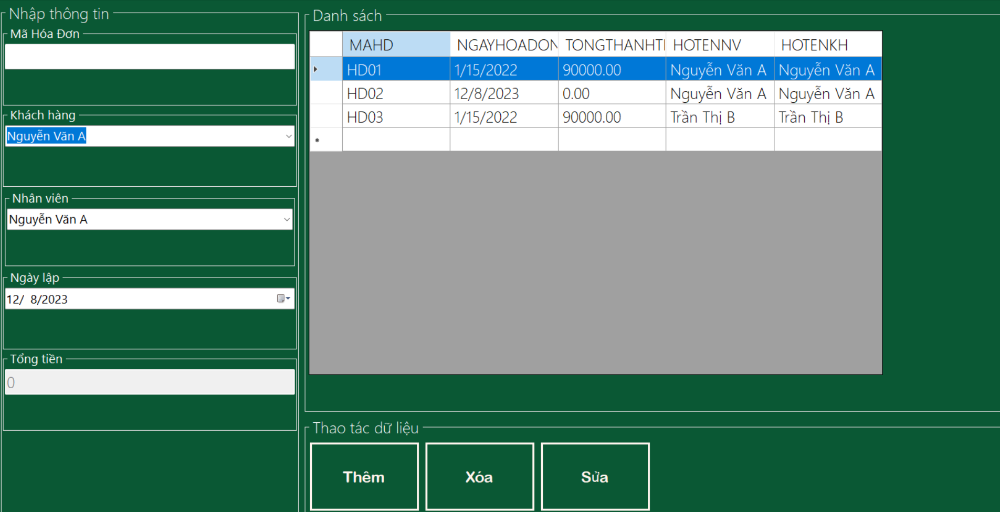 Nhập thông tin
Mã Hóa Đơn
Khách hàng
Nguyễn Văn A
Nhân viên
Nguyễn Văn A
Ngày lập
12/ 8/2023
Tổng tiền
0
Danh sách
MAHD NGAYHOADON TONGTHANHTI HOTENNV HOTENKH
HD01 1/15/2022 90000.00 Nguyễn Văn A Nguyễn Văn A
HD02 12/8/2023 0.00 Nguyễn Văn A Nguyễn Văn A
HD03 1/15/2022 90000.00 Trần Thị B Trần Thị B
Thao tác dữ liệu
Thêm Xóa Sửa